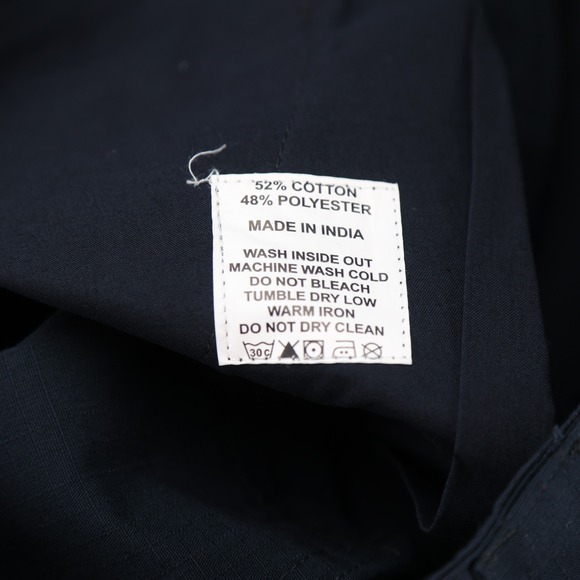 52% COTTON
48% POLYESTER
MADE IN INDIA
WASH INSIDE OUT
MACHINE WASH COLD
DO NOT BLEACH
TUMBLE DRY LOW
WARM IRON
DO NOT DRY CLEAN
30 C